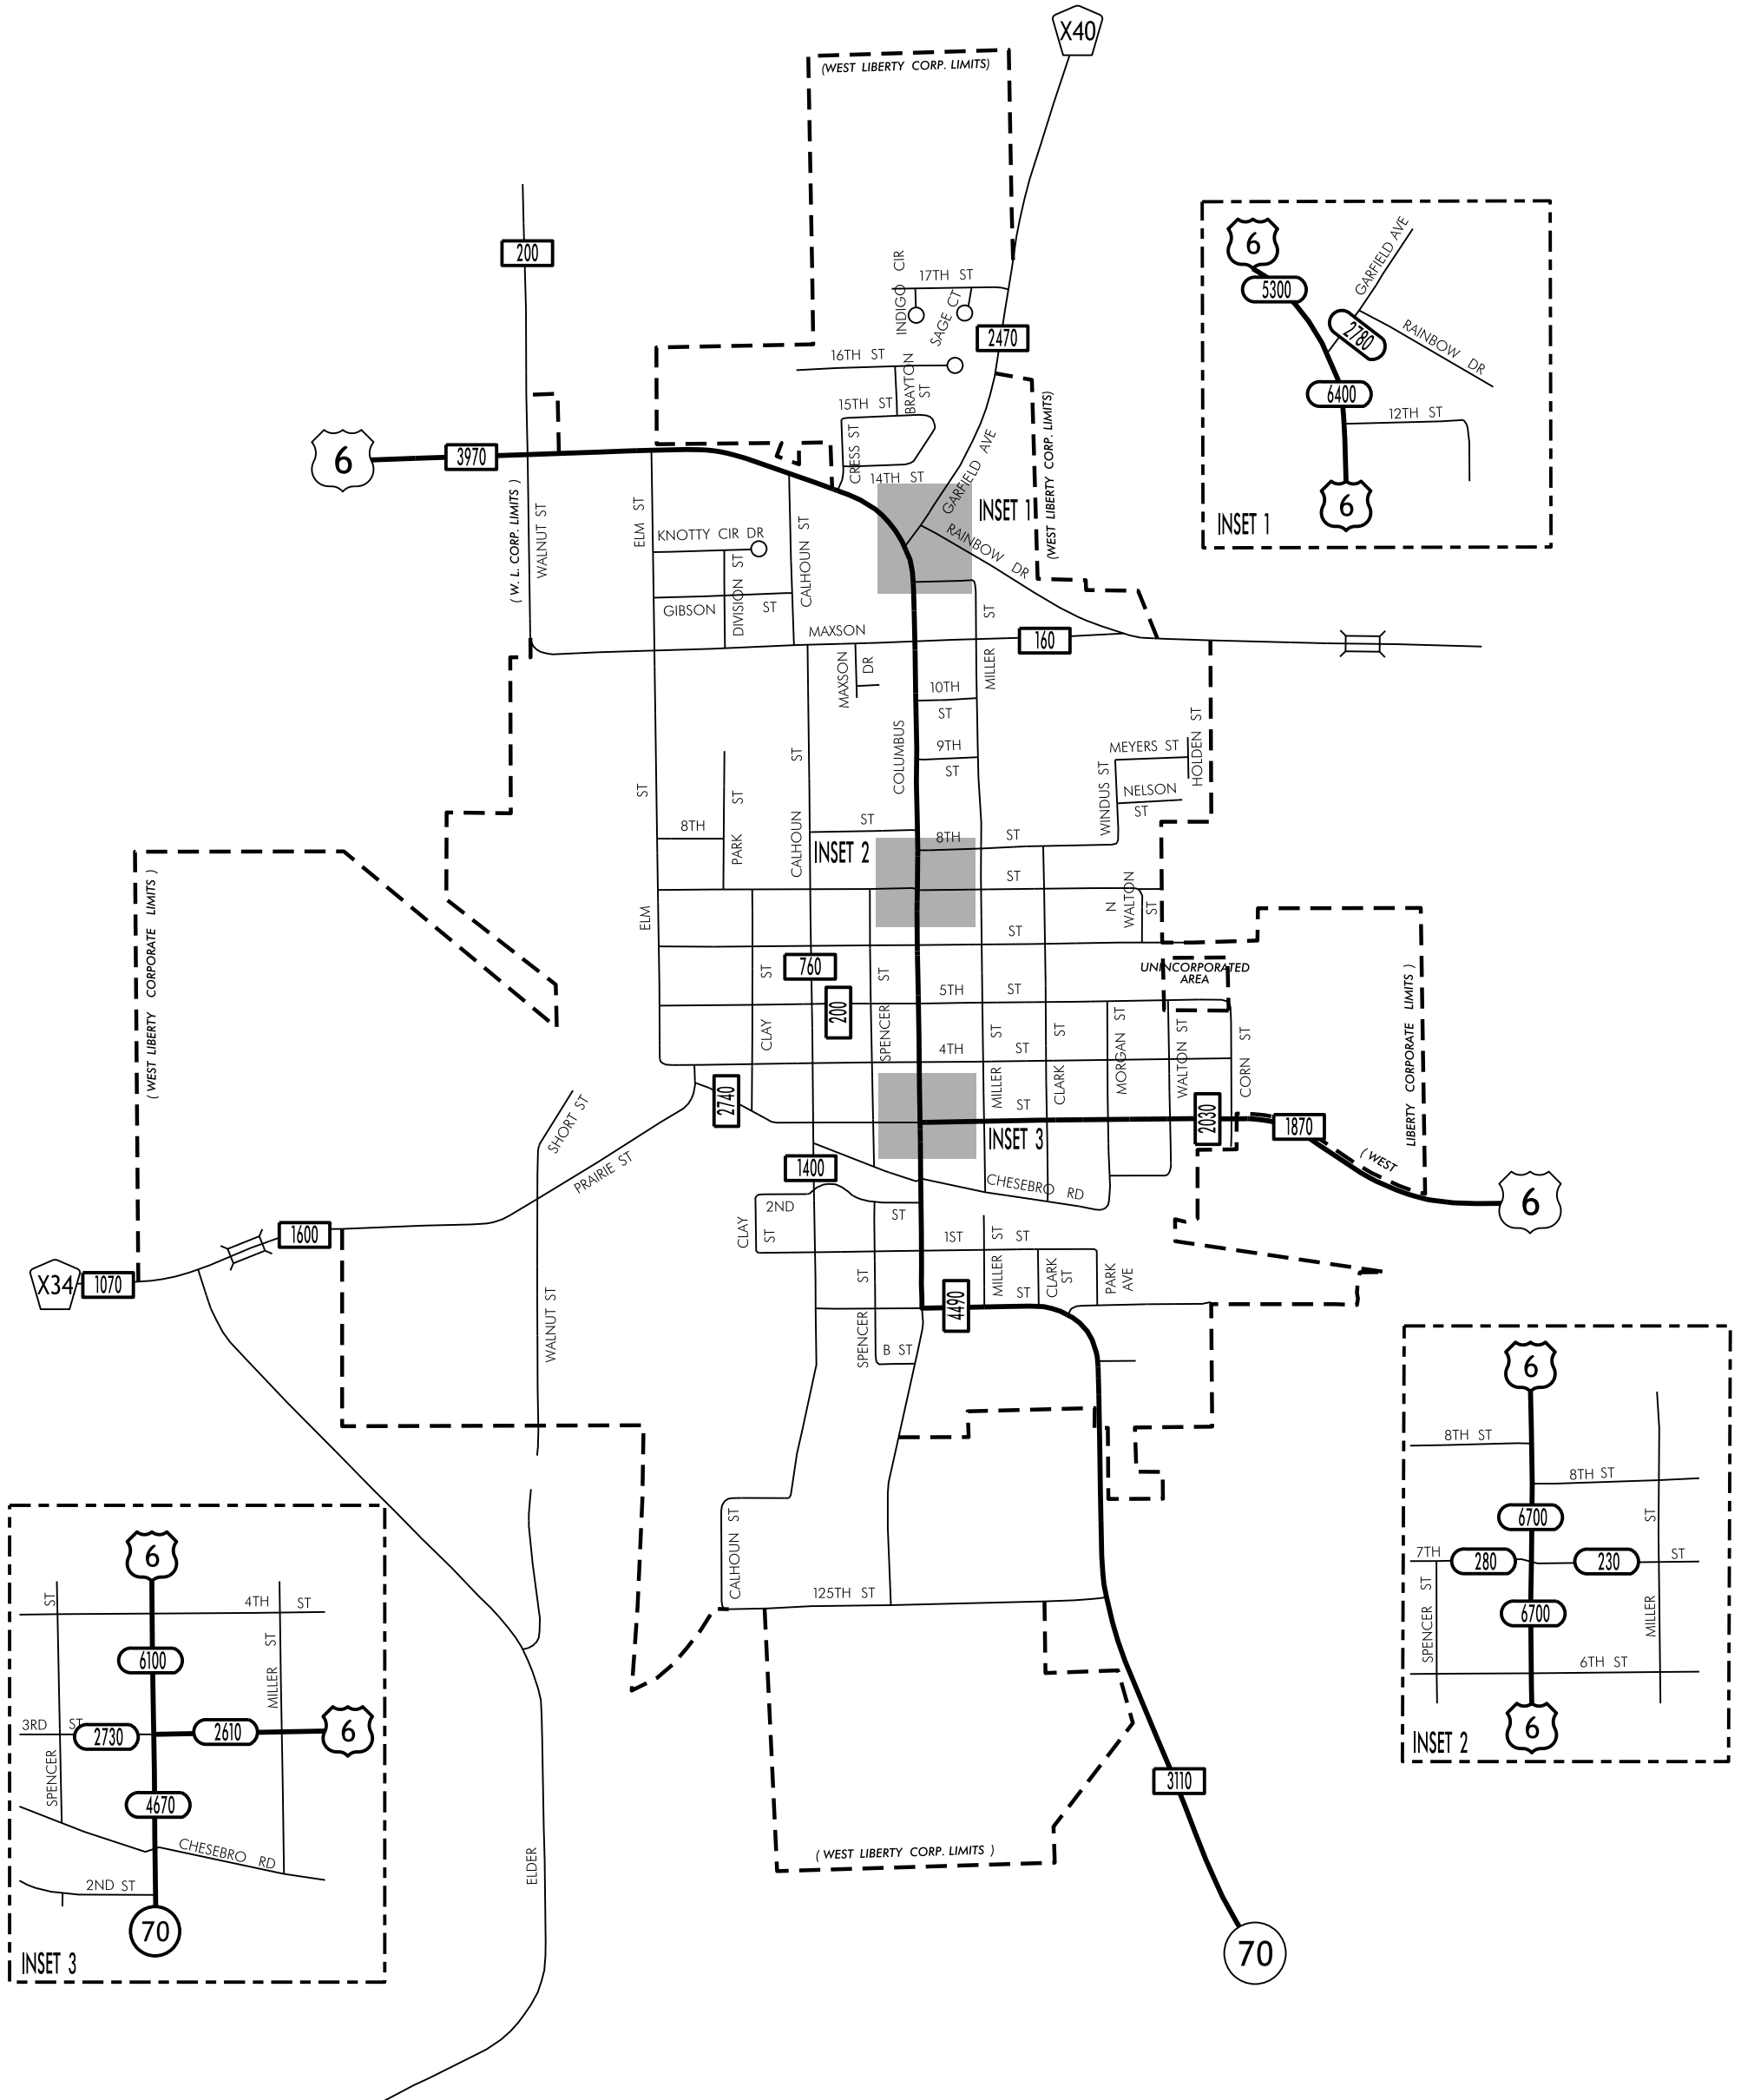 X40
(WEST LIBERTY CORP. LIMITS)
200
INDIGO CIR
17TH ST
SAGE CT
2470
16TH ST
BRAYTON ST
15TH ST
CRESS ST
14TH ST
GARFIELD AVE
(WEST LIBERTY CORP. LIMITS)
6
3970
INSET 1
RAINBOW DR
( W. L. CORP. LIMITS )
WALNUT ST
ELM ST
KNOTTY CIR DR
DIVISION ST
CALHOUN ST
GIBSON ST
MAXSON
160
MAXSON DR
MILLER ST
10TH ST
9TH ST
COLUMBUS
MEYERS ST
HOLDEN ST
NELSON ST
WINDUS ST
ELM ST
8TH
PARK ST
CALHOUN ST
ST
8TH ST
INSET 2
ST
N WALTON ST
ST
UNINCORPORATED
AREA
( WEST LIBERTY CORPORATE LIMITS )
760
200
CLAY ST
SPENCER ST
5TH ST
4TH ST
MILLER ST
CLARK ST
MORGAN ST
WALTON ST
CORN ST
( WEST LIBERTY CORPORATE LIMITS )
2740
ST
2030
1870
INSET 3
6
SHORT ST
PRAIRIE ST
1400
CHESEBRO RD
2ND ST
CLAY ST
1ST ST
MILLER ST
CLARK ST
PARK AVE
1600
X34
1070
SPENCER ST
4490
ST
B ST
WALNUT ST
CALHOUN ST
125TH ST
3110
( WEST LIBERTY CORP. LIMITS )
ELDER
70
6
5300
GARFIELD AVE
2780
RAINBOW DR
6400
12TH ST
6
INSET 1
6
8TH ST
8TH ST
6700
7TH
280
230
ST
SPENCER ST
6700
MILLER ST
6TH ST
6
INSET 2
6
ST
4TH ST
6100
MILLER ST
3RD ST
2730
2610
6
SPENCER
4670
CHESEBRO RD
2ND ST
70
INSET 3